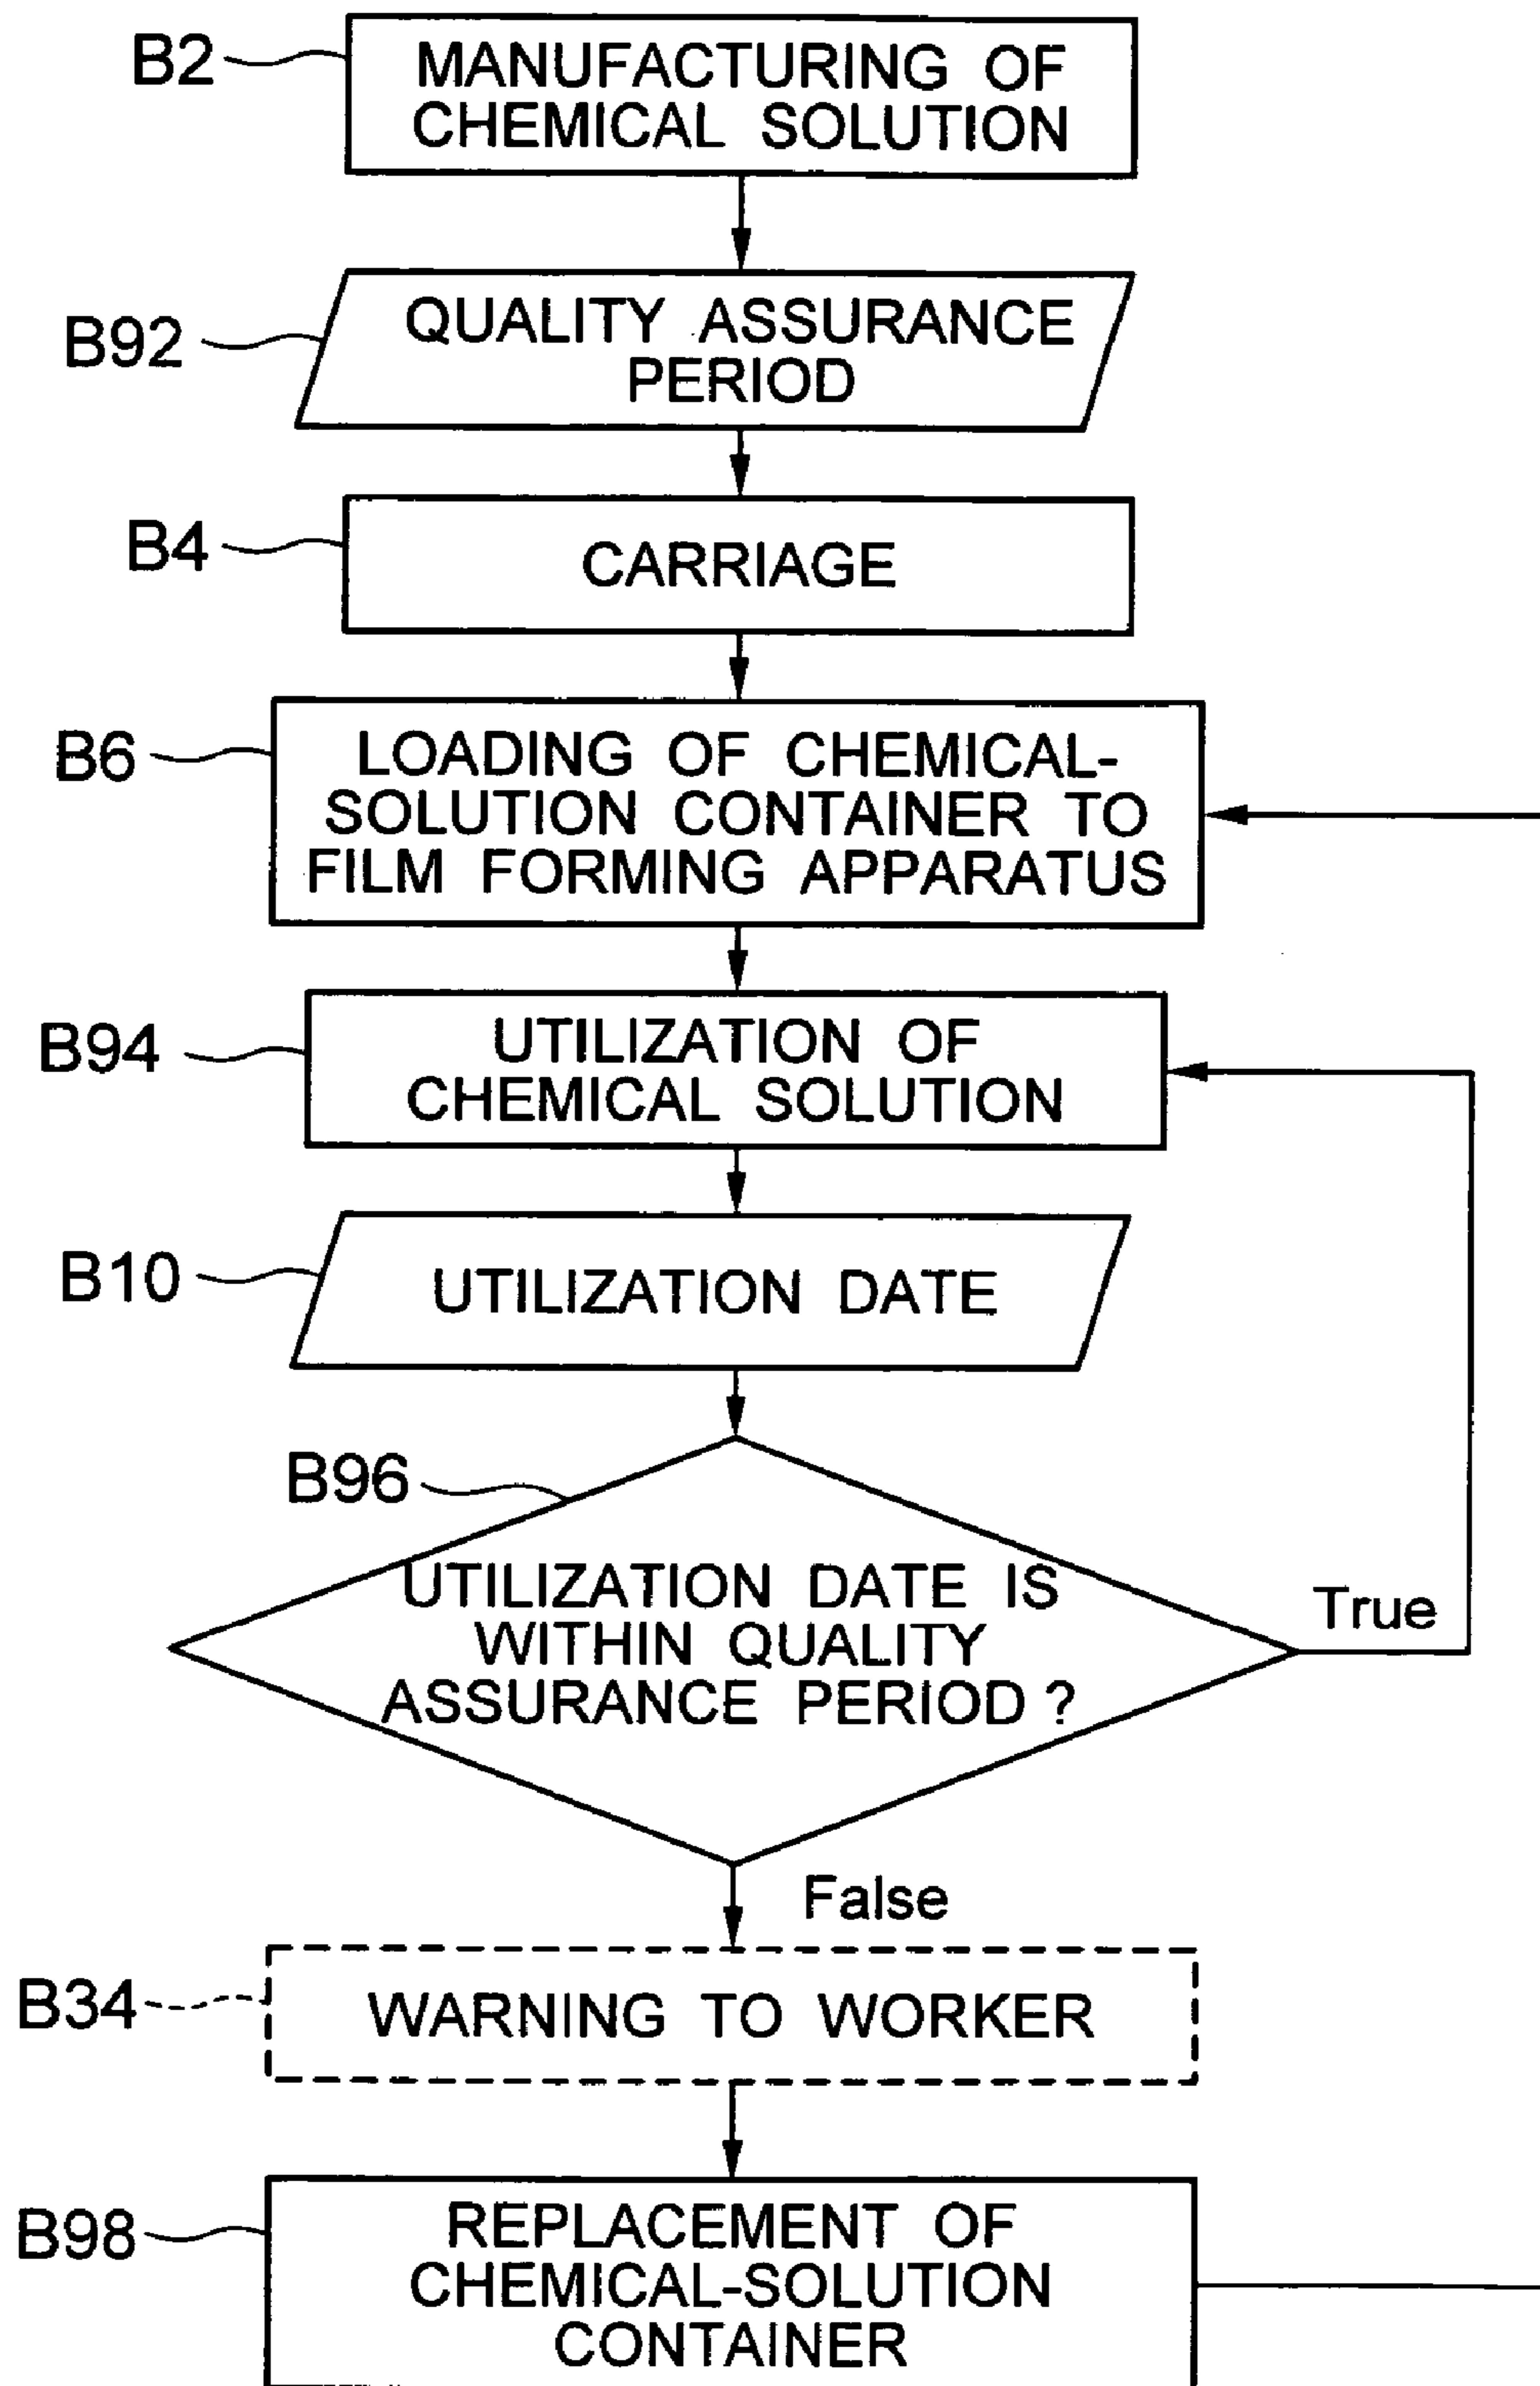 B2
MANUFACTURING OF
CHEMICAL SOLUTION
B92
QUALITY ASSURANCE
PERIOD
B4
CARRIAGE
B6
LOADING OF CHEMICAL-
SOLUTION CONTAINER TO
FILM FORMING APPARATUS
B94
UTILIZATION OF
CHEMICAL SOLUTION
B10
UTILIZATION DATE
B96
UTILIZATION DATE IS
WITHIN QUALITY
ASSURANCE PERIOD ?
True
False
B34
WARNING TO WORKER
B98
REPLACEMENT OF
CHEMICAL-SOLUTION
CONTAINER